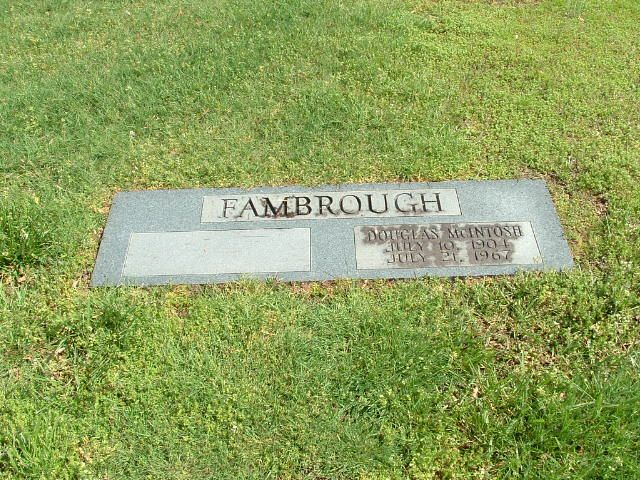 FAMBROUGH
DOUGLAS McINTOSH
JULY 10, 1904
JULY 21, 1967